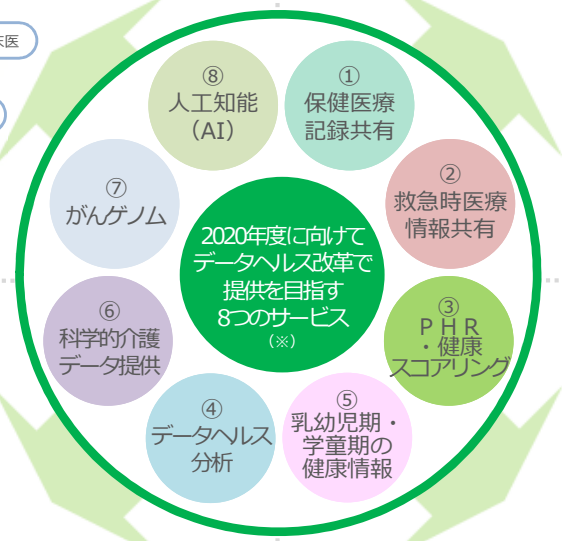 末医
⑧
人工知能
（AI）
①
保健医療
記録共有
②
救急時医療
情報共有
⑦
がんゲノム
2020年度に向けて
データヘルス改革で
提供を目指す
8つのサービス
（※）
③
ＰＨＲ
・健康
スコアリング
⑥
科学的介護
データ提供
④
データヘルス
分析
⑤
乳幼児期・
学童期の
健康情報